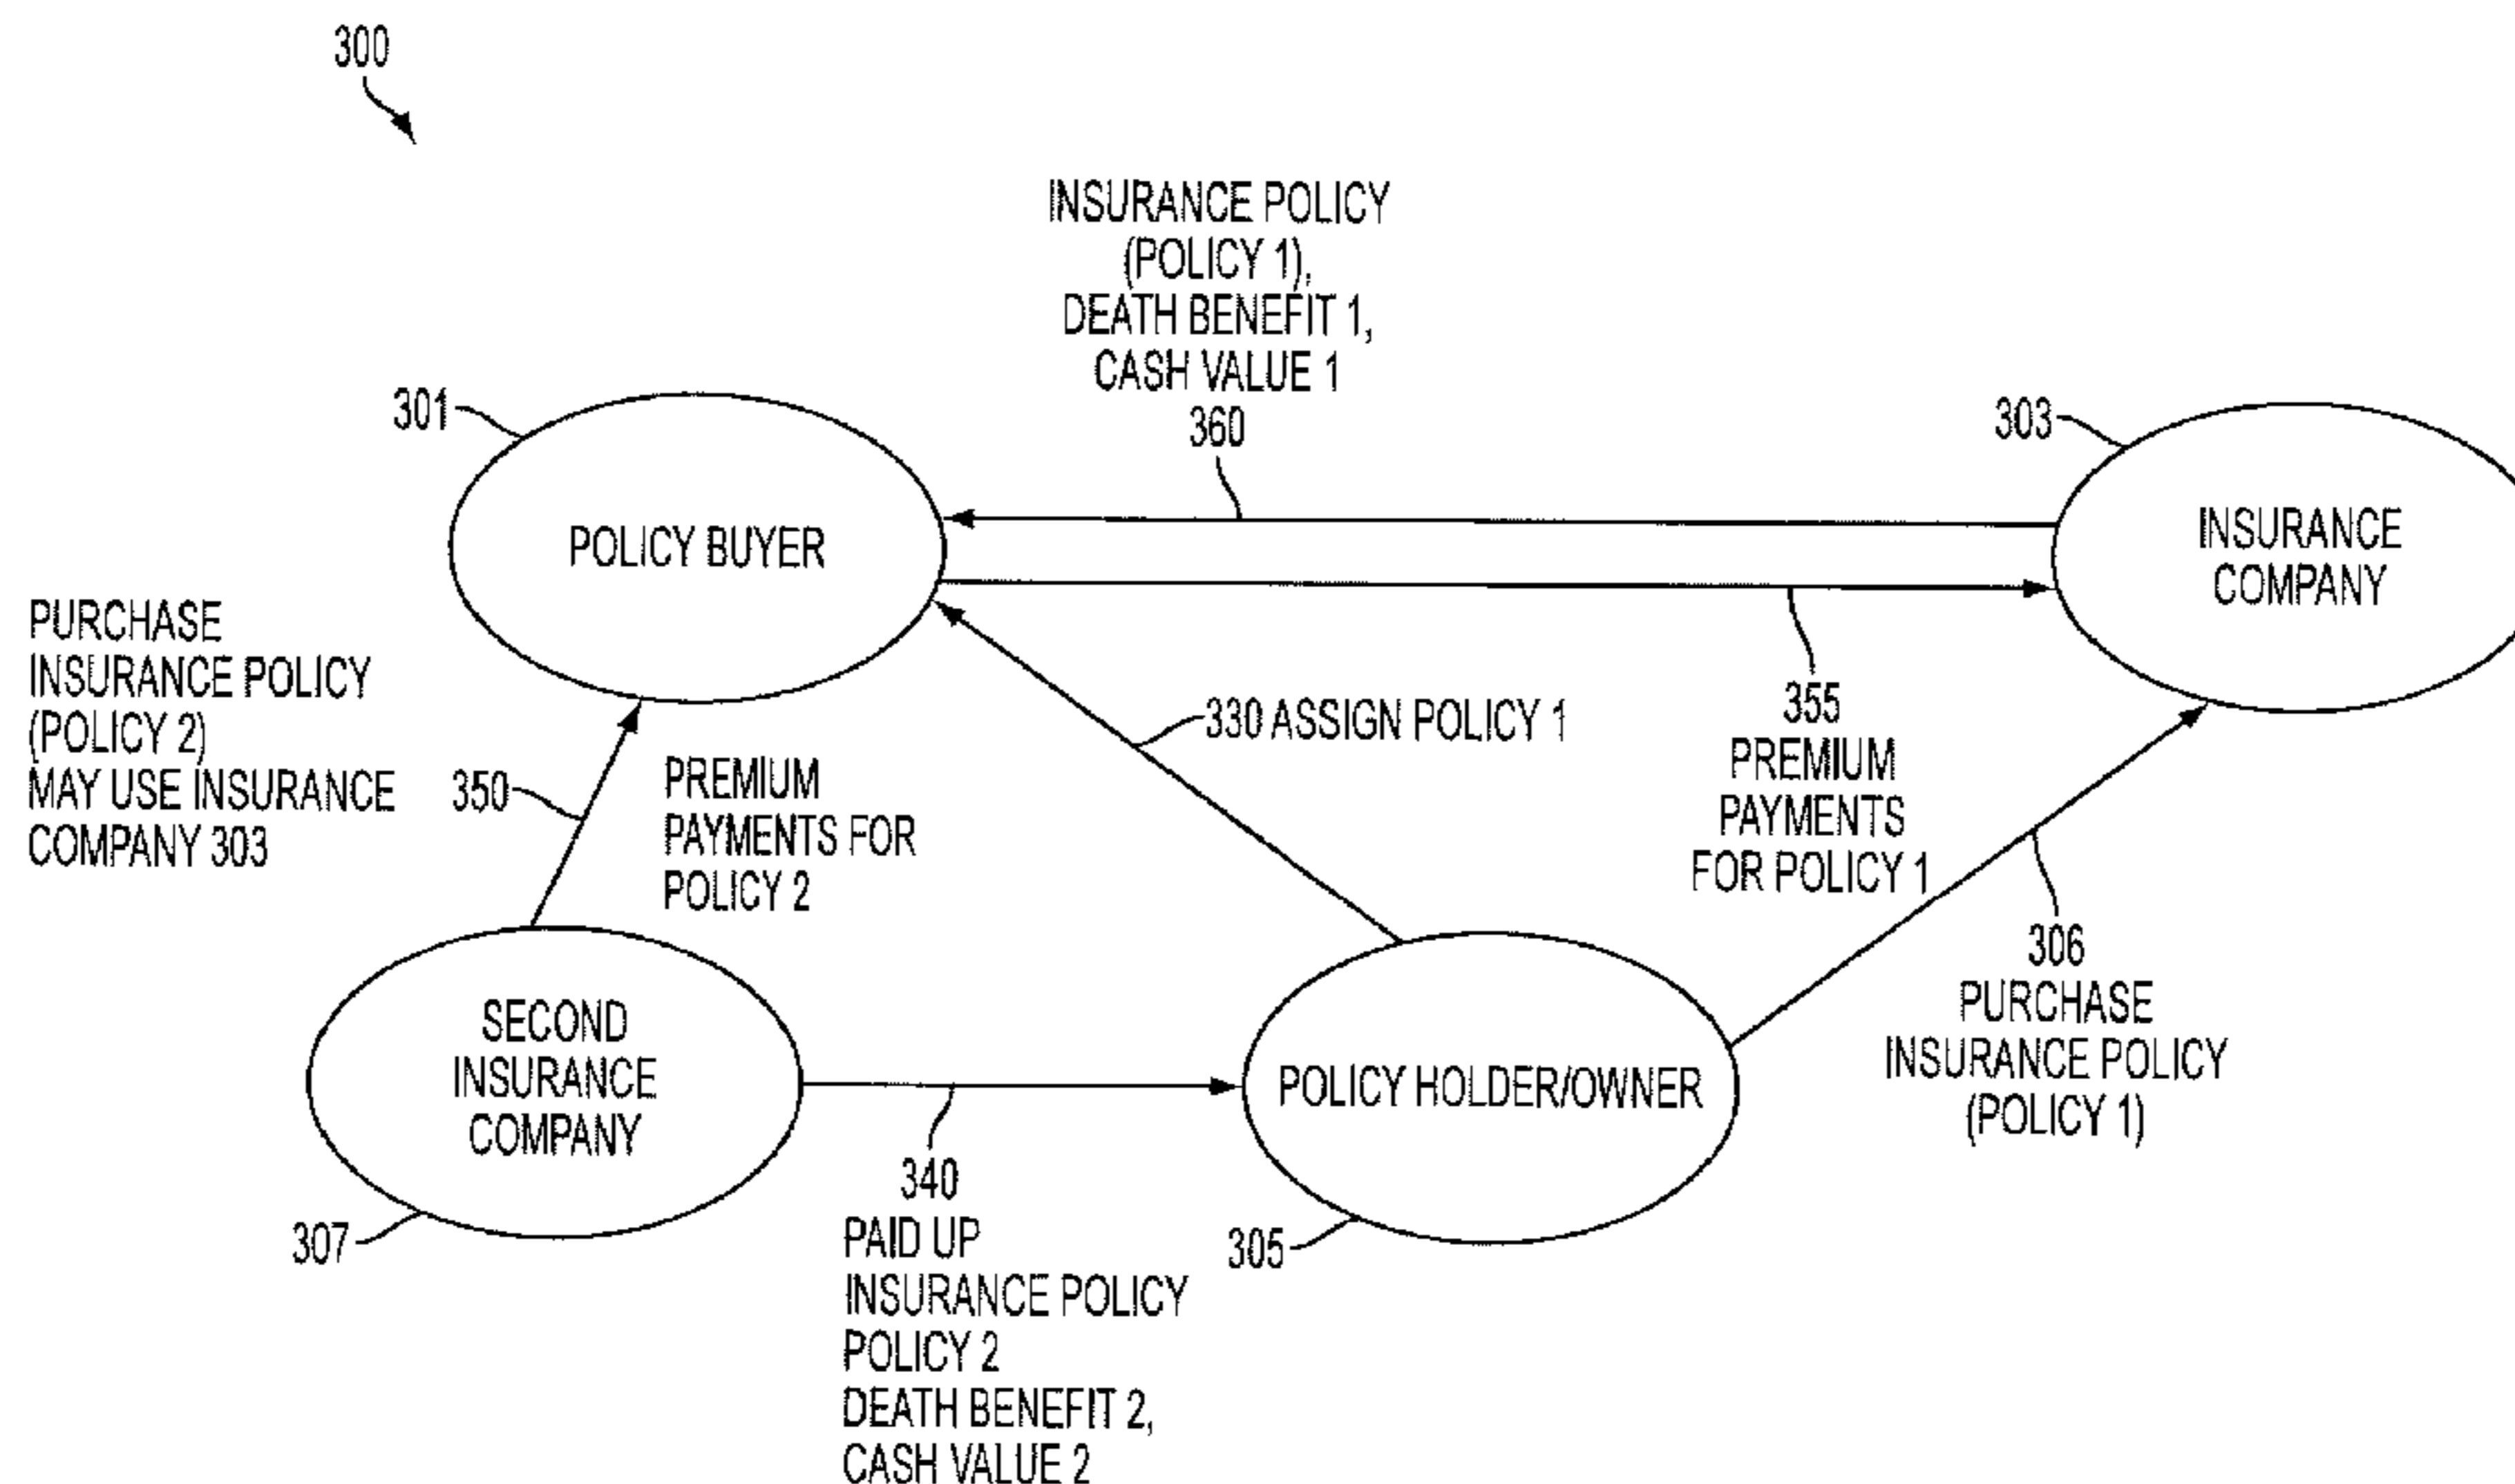 300
INSURANCE POLICY
(POLICY 1),
DEATH BENEFIT 1,
CASH VALUE 1
360
301
303
POLICY BUYER
INSURANCE
COMPANY
PURCHASE
INSURANCE POLICY
(POLICY 2)
MAY USE INSURANCE
COMPANY 303
350
PREMIUM
PAYMENTS FOR
POLICY 2
330 ASSIGN POLICY 1
355
PREMIUM
PAYMENTS
FOR POLICY 1
306
PURCHASE
INSURANCE POLICY
(POLICY 1)
SECOND
INSURANCE
COMPANY
307
POLICY HOLDER/OWNER
305
340
PAID UP
INSURANCE POLICY
POLICY 2
DEATH BENEFIT 2,
CASH VALUE 2